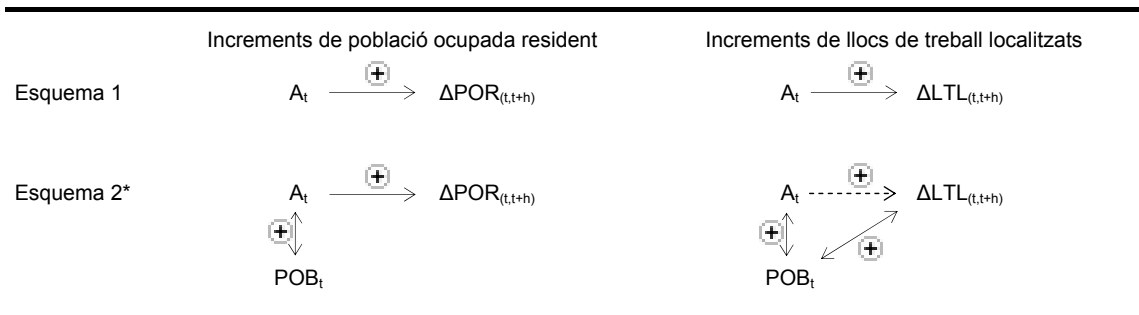 Increments de població ocupada resident Increments de llocs de treball localitzats
+ +
Esquema 1 At ΔPOR(t,t+h) At ΔLTL(t,t+h)
+ +
Esquema 2* At ΔPOR(t,t+h) At ΔLTL(t,t+h)
+ + +
POBt POBt